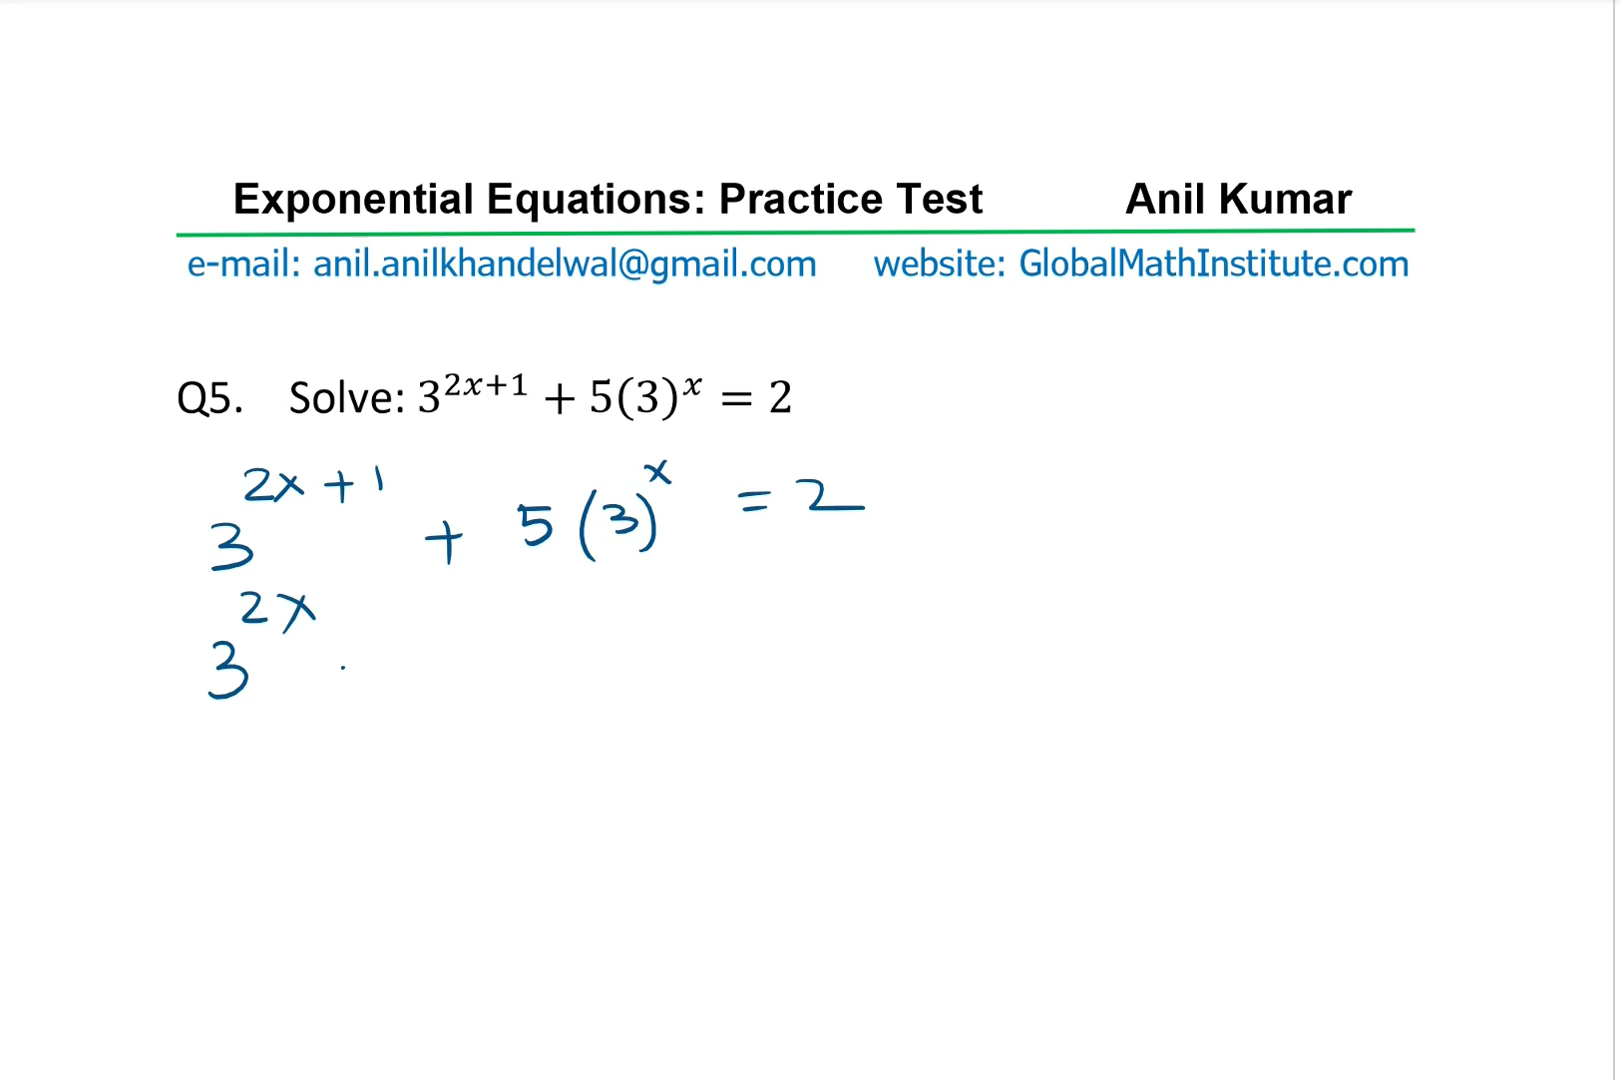 Exponential Equations: Practice Test Anil Kumar
e-mail: anil.anilkhandelwal@gmail.com website: GlobalMathInstitute.com
Q5. Solve: 3^{2x+1} + 5(3)^x = 2
3^{2x+1} + 5(3)^x = 2
3^{2x} .